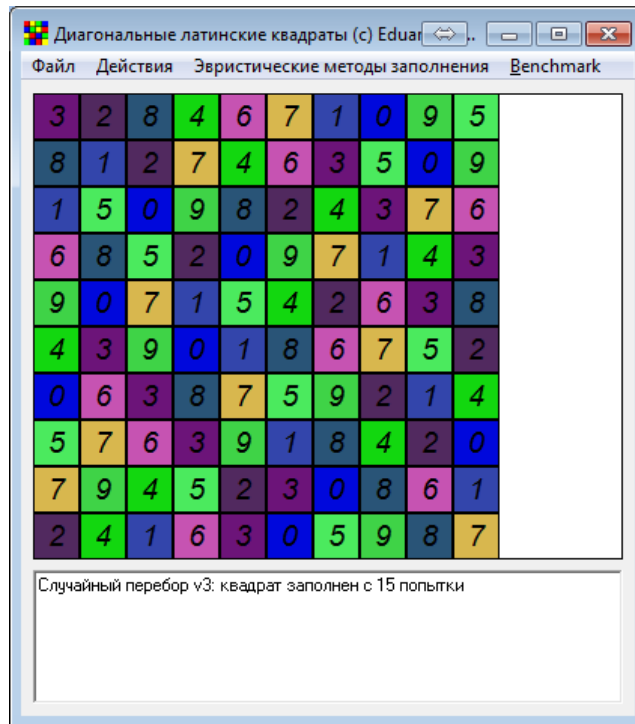 Диагональные латинские квадраты (c) Eduar ...
Файл Действия Эвристические методы заполнения Benchmark
3 2 8 4 6 7 1 0 9 5
8 1 2 7 4 6 3 5 0 9
1 5 0 9 8 2 4 3 7 6
6 8 5 2 0 9 7 1 4 3
9 0 7 1 5 4 2 6 3 8
4 3 9 0 1 8 6 7 5 2
0 6 3 8 7 5 9 2 1 4
5 7 6 3 9 1 8 4 2 0
7 9 4 5 2 3 0 8 6 1
2 4 1 6 3 0 5 9 8 7
Случайный перебор v3: квадрат заполнен с 15 попытки